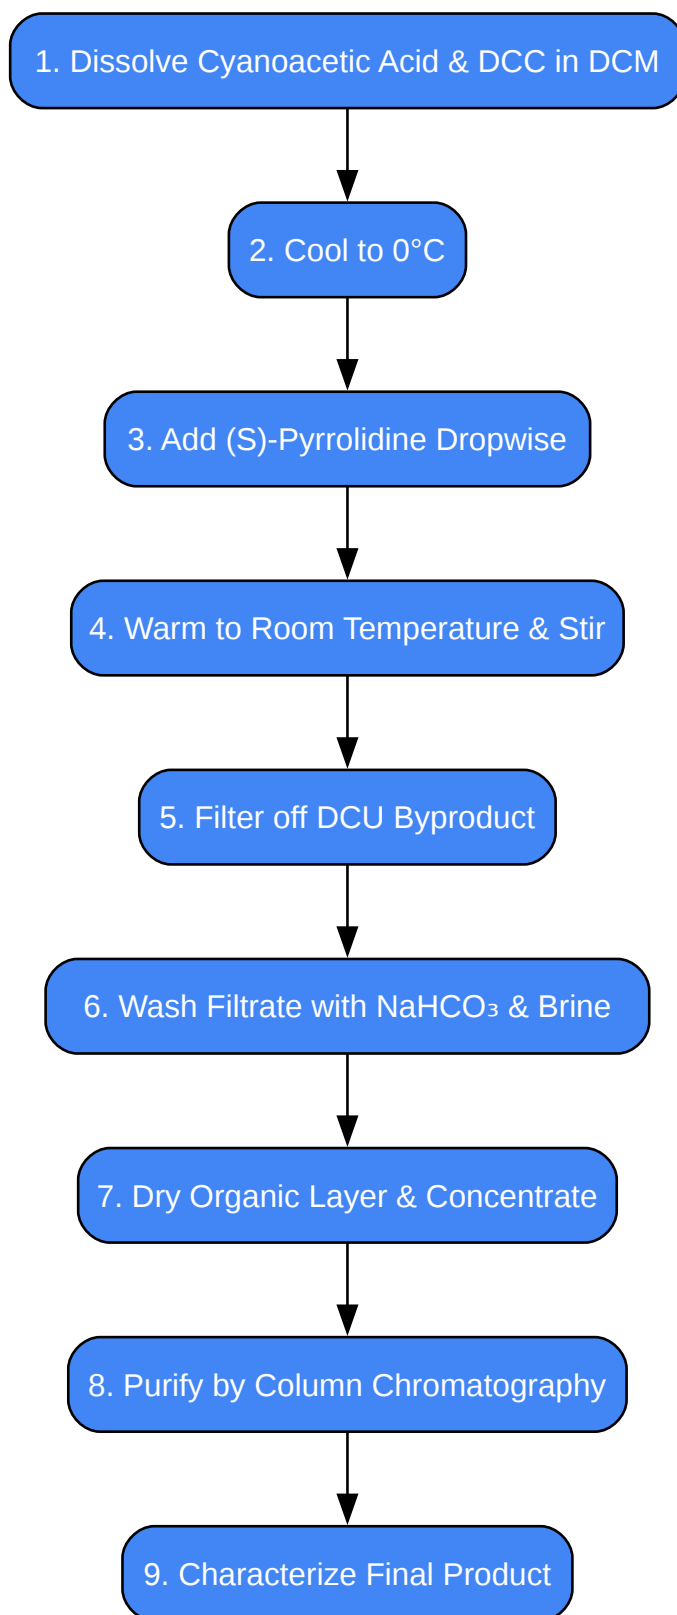 1. Dissolve Cyanoacetic Acid & DCC in DCM
2. Cool to 0°C
3. Add (S)-Pyrrolidine Dropwise
4. Warm to Room Temperature & Stir
5. Filter off DCU Byproduct
6. Wash Filtrate with NaHCO₃ & Brine
7. Dry Organic Layer & Concentrate
8. Purify by Column Chromatography
9. Characterize Final Product